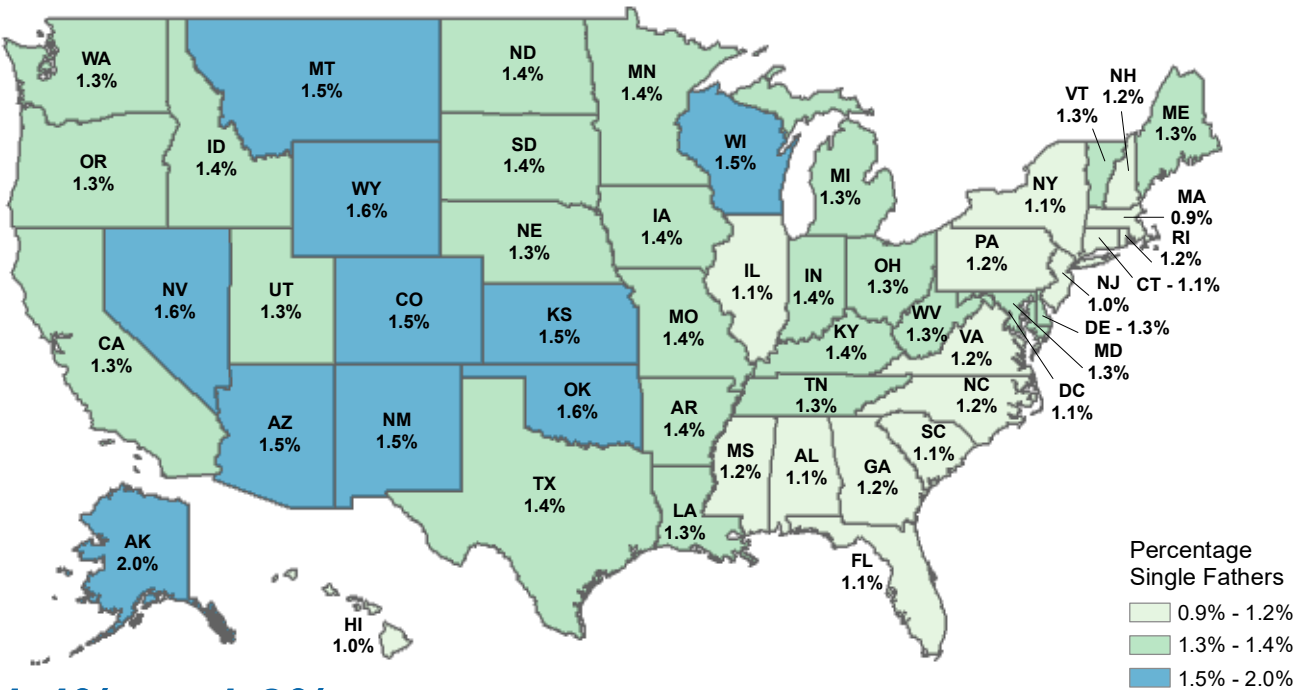 WA
1.3%
MT
1.5%
ND
1.4%
MN
1.4%
OR
1.3%
ID
1.4%
WY
1.6%
SD
1.4%
WI
1.5%
MI
1.3%
NY
1.1%
VT
1.3%
NH
1.2%
ME
1.3%
MA
0.9%
RI
1.2%
CT - 1.1%
NJ
1.0%
DE - 1.3%
MD
1.3%
DC
1.1%
NE
1.3%
IA
1.4%
PA
1.2%
NV
1.6%
UT
1.3%
CO
1.5%
KS
1.5%
MO
1.4%
IL
1.1%
IN
1.4%
OH
1.3%
WV
1.3%
VA
1.2%
KY
1.4%
CA
1.3%
AZ
1.5%
NM
1.5%
OK
1.6%
AR
1.4%
TN
1.3%
NC
1.2%
SC
1.1%
MS
1.2%
AL
1.1%
GA
1.2%
TX
1.4%
LA
1.3%
FL
1.1%
AK
2.0%
HI
1.0%
Percentage
Single Fathers
0.9% - 1.2%
1.3% - 1.4%
1.5% - 2.0%